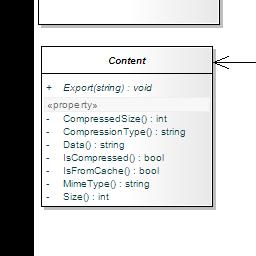 Content
+ Export(string) : void
«property»
- CompressedSize() : int
- CompressionType() : string
- Data() : string
- IsCompressed() : bool
- IsFromCache() : bool
- MimeType() : string
- Size() : int